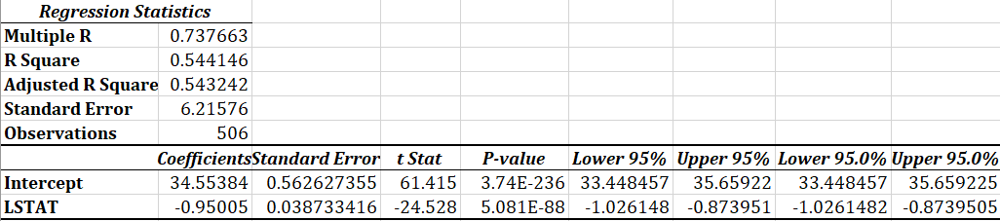 Regression Statistics
Multiple R 0.737663
R Square 0.544146
Adjusted R Square 0.543242
Standard Error 6.21576
Observations 506
Coefficients Standard Error t Stat P-value Lower 95% Upper 95% Lower 95.0% Upper 95.0%
Intercept 34.55384 0.562627355 61.415 3.74E-236 33.448457 35.65922 33.448457 35.659225
LSTAT -0.95005 0.038733416 -24.528 5.081E-88 -1.026148 -0.873951 -1.0261482 -0.8739505